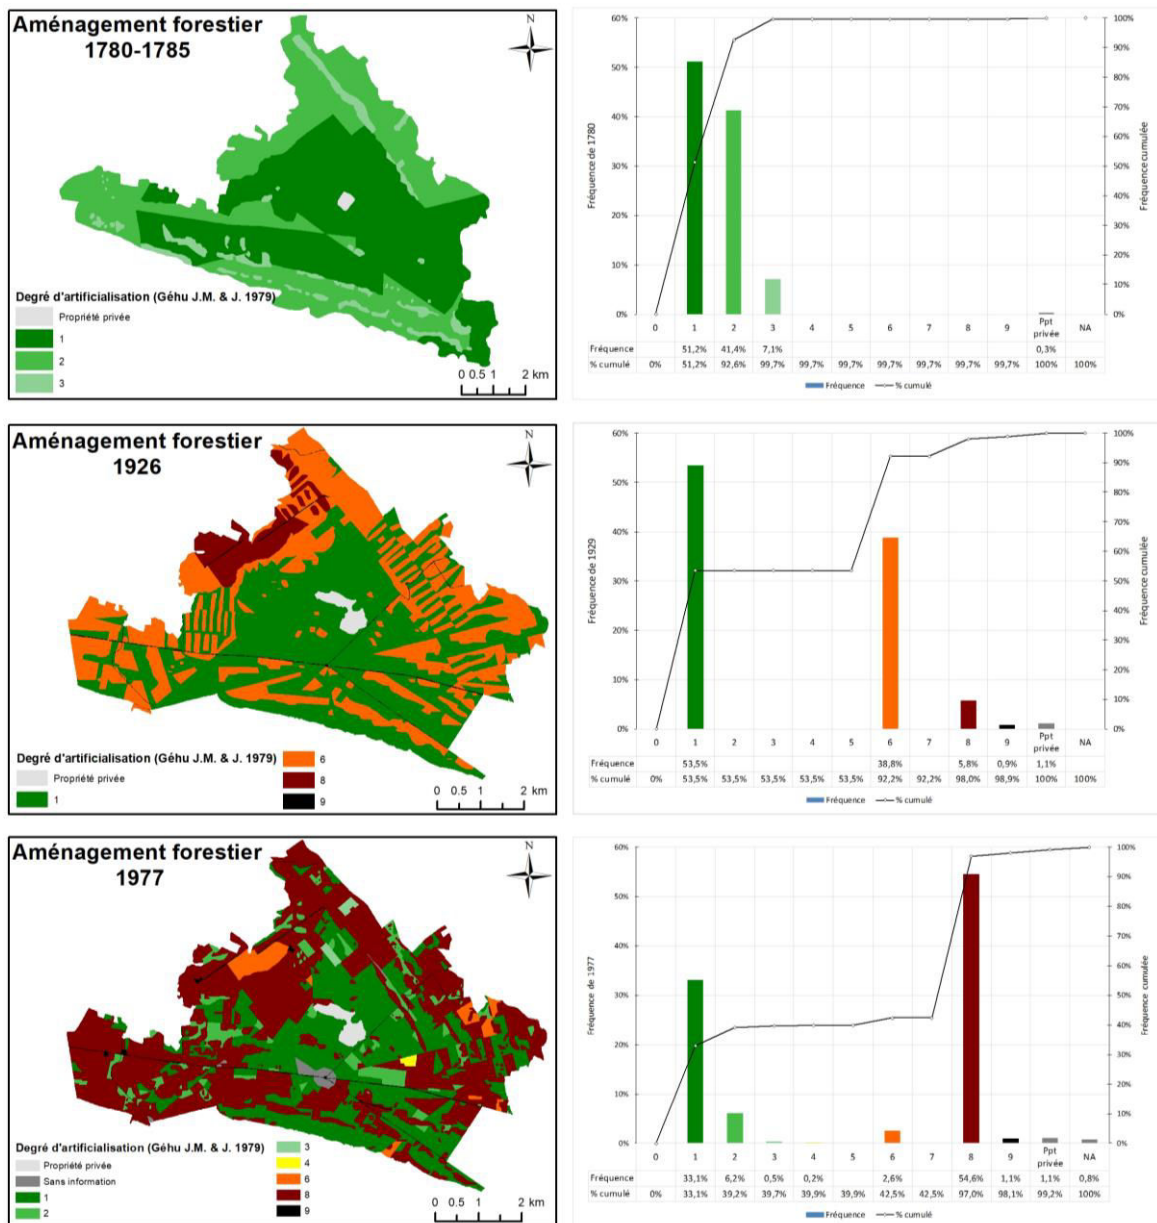 Aménagement forestier
1780-1785
N
Degré d'artificialisation (Géhu J.M. & J. 1979)
Propriété privée
1
2
3
0 0.5 1 2 km
60%
50%
40%
30%
20%
10%
0%
Fréquence de 1780
100%
90%
80%
70%
60%
50%
40%
30%
20%
10%
0%
Fréquence cumulée
0 1 2 3 4 5 6 7 8 9 Ppt privée NA
Fréquence 51,2% 41,4% 7,1% 0,3%
% cumulé 0% 51,2% 92,6% 99,7% 99,7% 99,7% 99,7% 99,7% 99,7% 99,7% 100% 100%
Fréquence % cumulé
Aménagement forestier
1926
N
Degré d'artificialisation (Géhu J.M. & J. 1979)
Propriété privée
1
6
8
9
0 0.5 1 2 km
60%
50%
40%
30%
20%
10%
0%
Fréquence de 1929
100%
90%
80%
70%
60%
50%
40%
30%
20%
10%
0%
Fréquence cumulée
0 1 2 3 4 5 6 7 8 9 Ppt privée NA
Fréquence 53,5% 38,8% 5,8% 0,9% 1,1%
% cumulé 0% 53,5% 53,5% 53,5% 53,5% 53,5% 92,2% 92,2% 98,0% 98,9% 100% 100%
Fréquence % cumulé
Aménagement forestier
1977
N
Degré d'artificialisation (Géhu J.M. & J. 1979)
Propriété privée
Sans information
1
2
3
4
6
8
9
0 0.5 1 2 km
60%
50%
40%
30%
20%
10%
0%
Fréquence de 1977
100%
90%
80%
70%
60%
50%
40%
30%
20%
10%
0%
Fréquence cumulée
0 1 2 3 4 5 6 7 8 9 Ppt privée NA
Fréquence 33,1% 6,2% 0,5% 0,2% 2,6% 54,6% 1,1% 1,1% 0,8%
% cumulé 0% 33,1% 39,2% 39,7% 39,9% 39,9% 42,5% 42,5% 97,0% 98,1% 99,2% 100%
Fréquence % cumulé